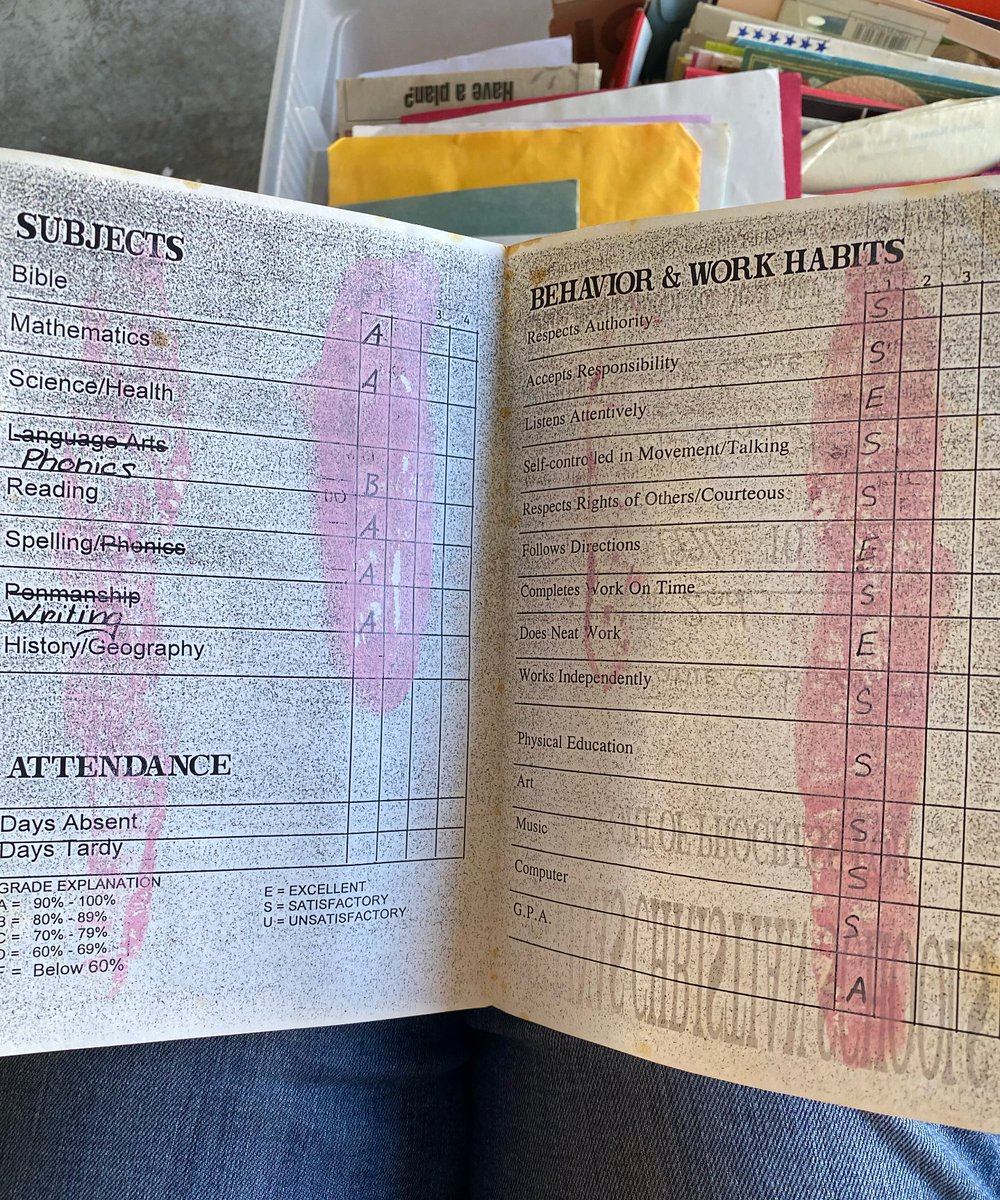 Have a plan?
SUBJECTS
1 2 3 4
Bible A
Mathematics A
Science/Health
Language Arts
Phonics B
Reading A
Spelling/Phonics A
Penmanship
Writing A
History/Geography
ATTENDANCE
Days Absent
Days Tardy
GRADE EXPLANATION
A = 90% - 100%
B = 80% - 89%
C = 70% - 79%
D = 60% - 69%
F = Below 60%
E = EXCELLENT
S = SATISFACTORY
U = UNSATISFACTORY
BEHAVIOR & WORK HABITS
1 2 3
Respects Authority S
Accepts Responsibility S
Listens Attentively E
Self-controlled in Movement/Talking S
Respects Rights of Others/Courteous S
Follows Directions E
Completes Work On Time S
Does Neat Work E
Works Independently S
Physical Education S
Art S
Music S
Computer S
G.P.A. A